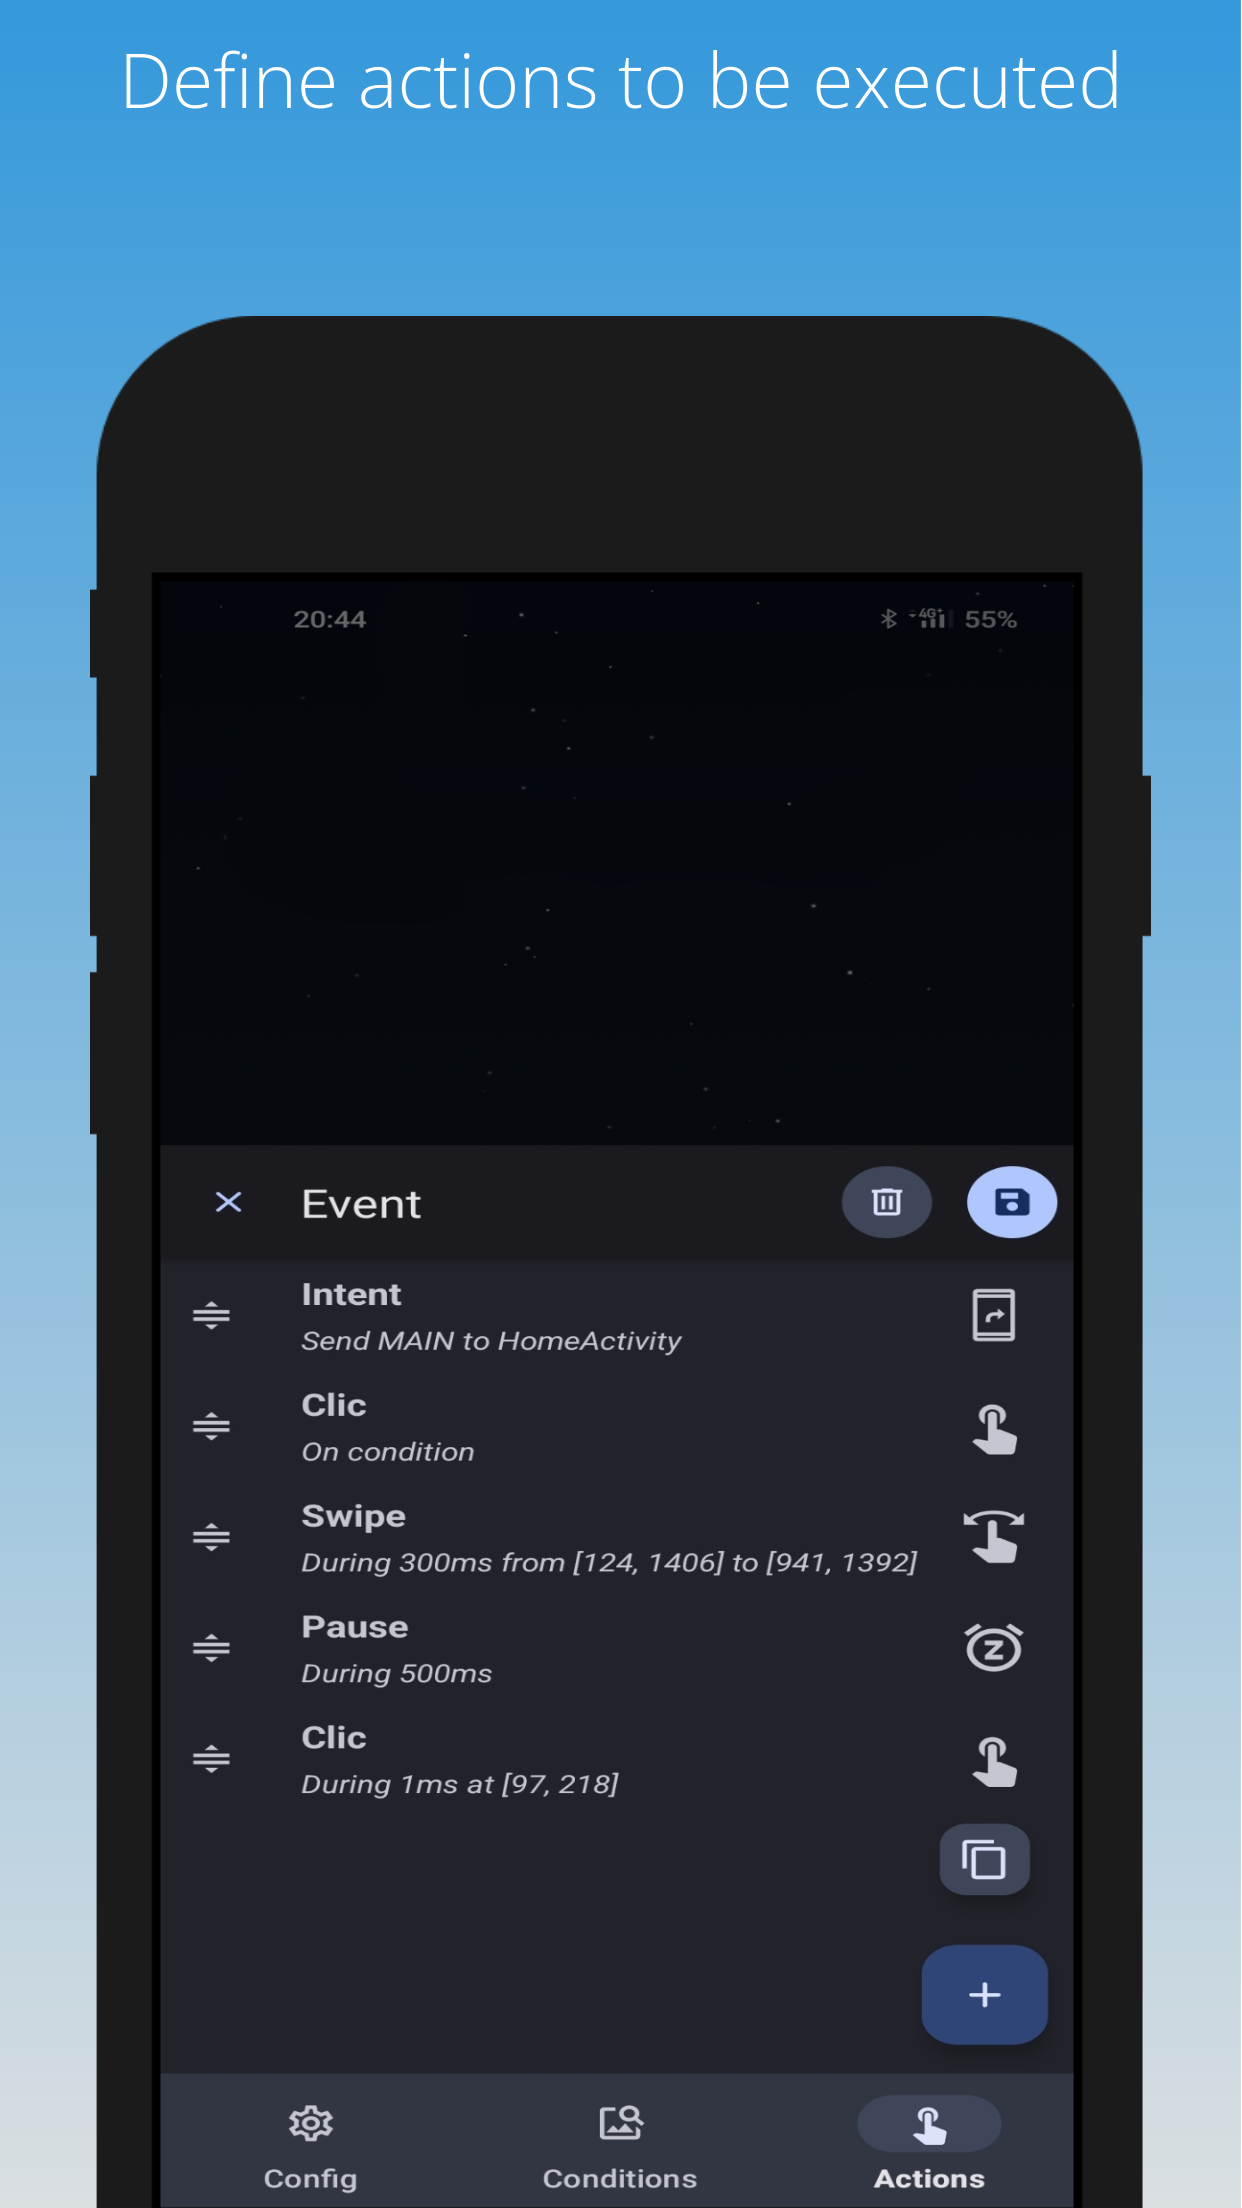 Define actions to be executed
20:44
4G+ 55%
Event
Intent
Send MAIN to HomeActivity
Clic
On condition
Swipe
During 300ms from [124, 1406] to [941, 1392]
Pause
During 500ms
Clic
During 1ms at [97, 218]
Config Conditions Actions